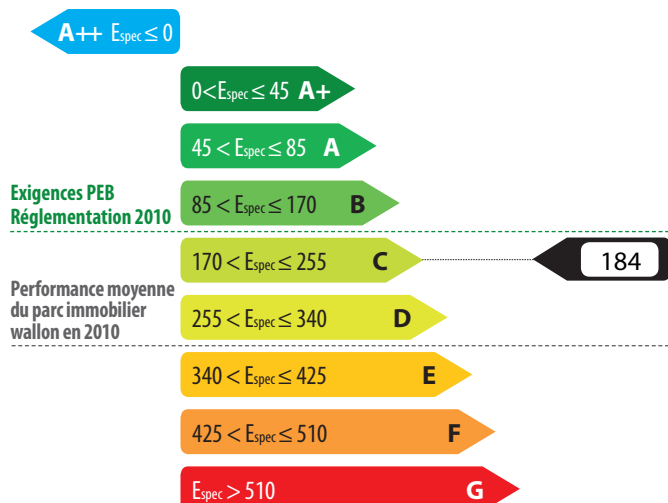 A++ Espec ≤ 0
0<Espec ≤ 45 A+
45 < Espec ≤ 85 A
Exigences PEB
Réglementation 2010
85 < Espec ≤ 170 B
170 < Espec ≤ 255 C
184
Performance moyenne
du parc immobilier
wallon en 2010
255 < Espec ≤ 340 D
340 < Espec ≤ 425 E
425 < Espec ≤ 510 F
Espec > 510 G